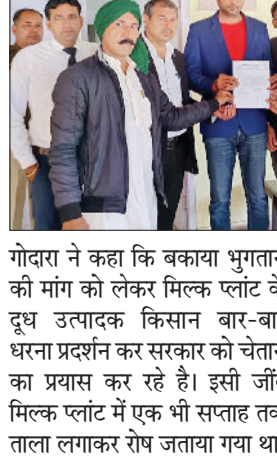 गोदारा ने कहा कि बकाया
की मांग को लेकर मिल्क प्लांट
दूध उत्पादक किसान
धरना प्रदर्शन कर सरकार को
का प्रयास कर रहे है। इसी
मिल्क प्लांट में एक भी सप्ताह
ताला लगाकर रोष जताया गया